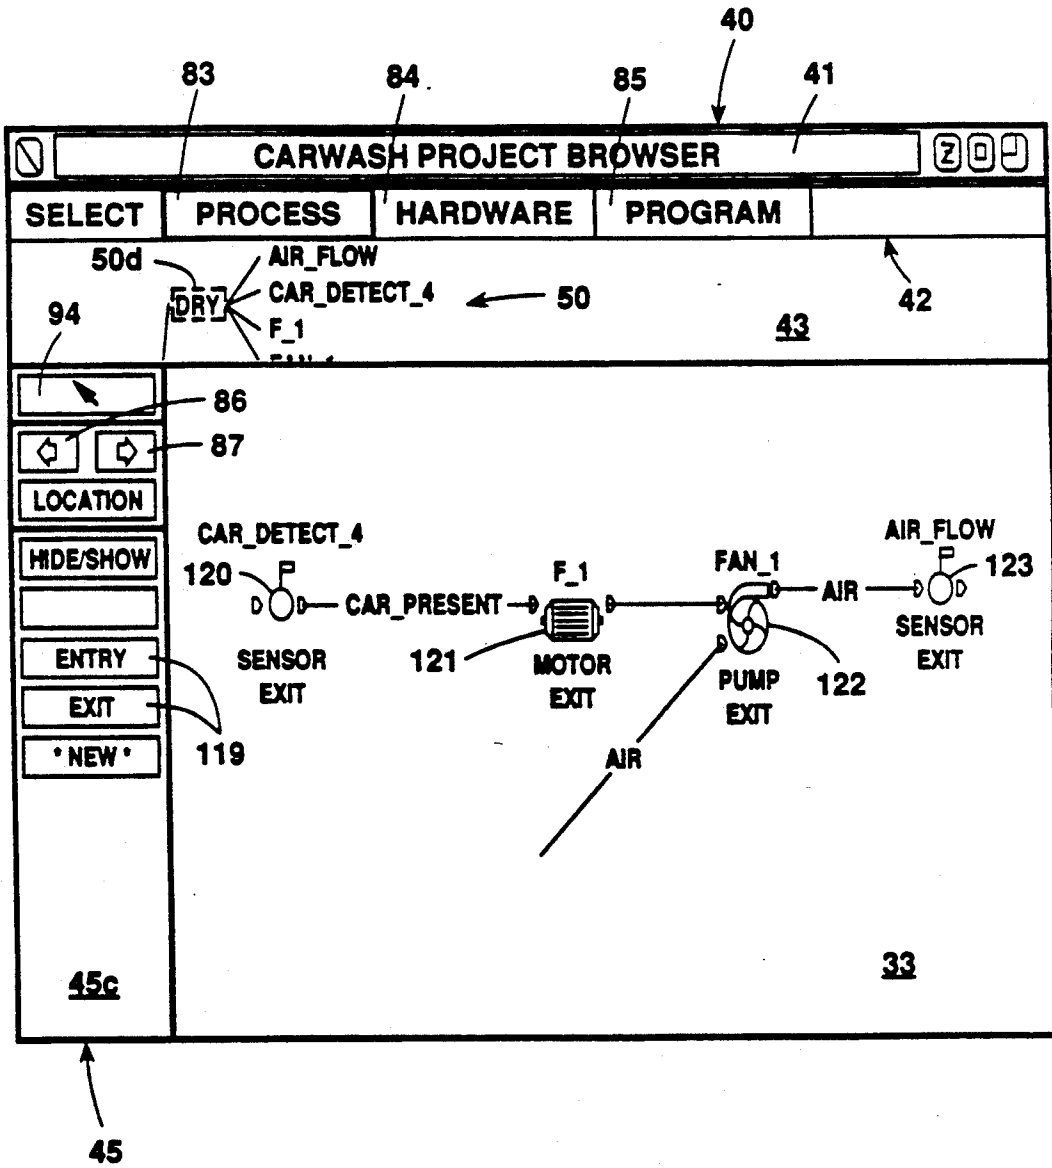 40
83
84
85
41
CARWASH PROJECT BROWSER
Z
SELECT
PROCESS
HARDWARE
PROGRAM
50d
AIR_FLOW
DRY
CAR_DETECT_4
50
42
F_1
43
FAN_1
94
86
87
LOCATION
HIDE/SHOW
ENTRY
EXIT
* NEW *
119
CAR_DETECT_4
120
CAR_PRESENT
SENSOR
EXIT
F_1
121
MOTOR
EXIT
FAN_1
AIR
122
PUMP
EXIT
AIR_FLOW
123
SENSOR
EXIT
AIR
45c
33
45